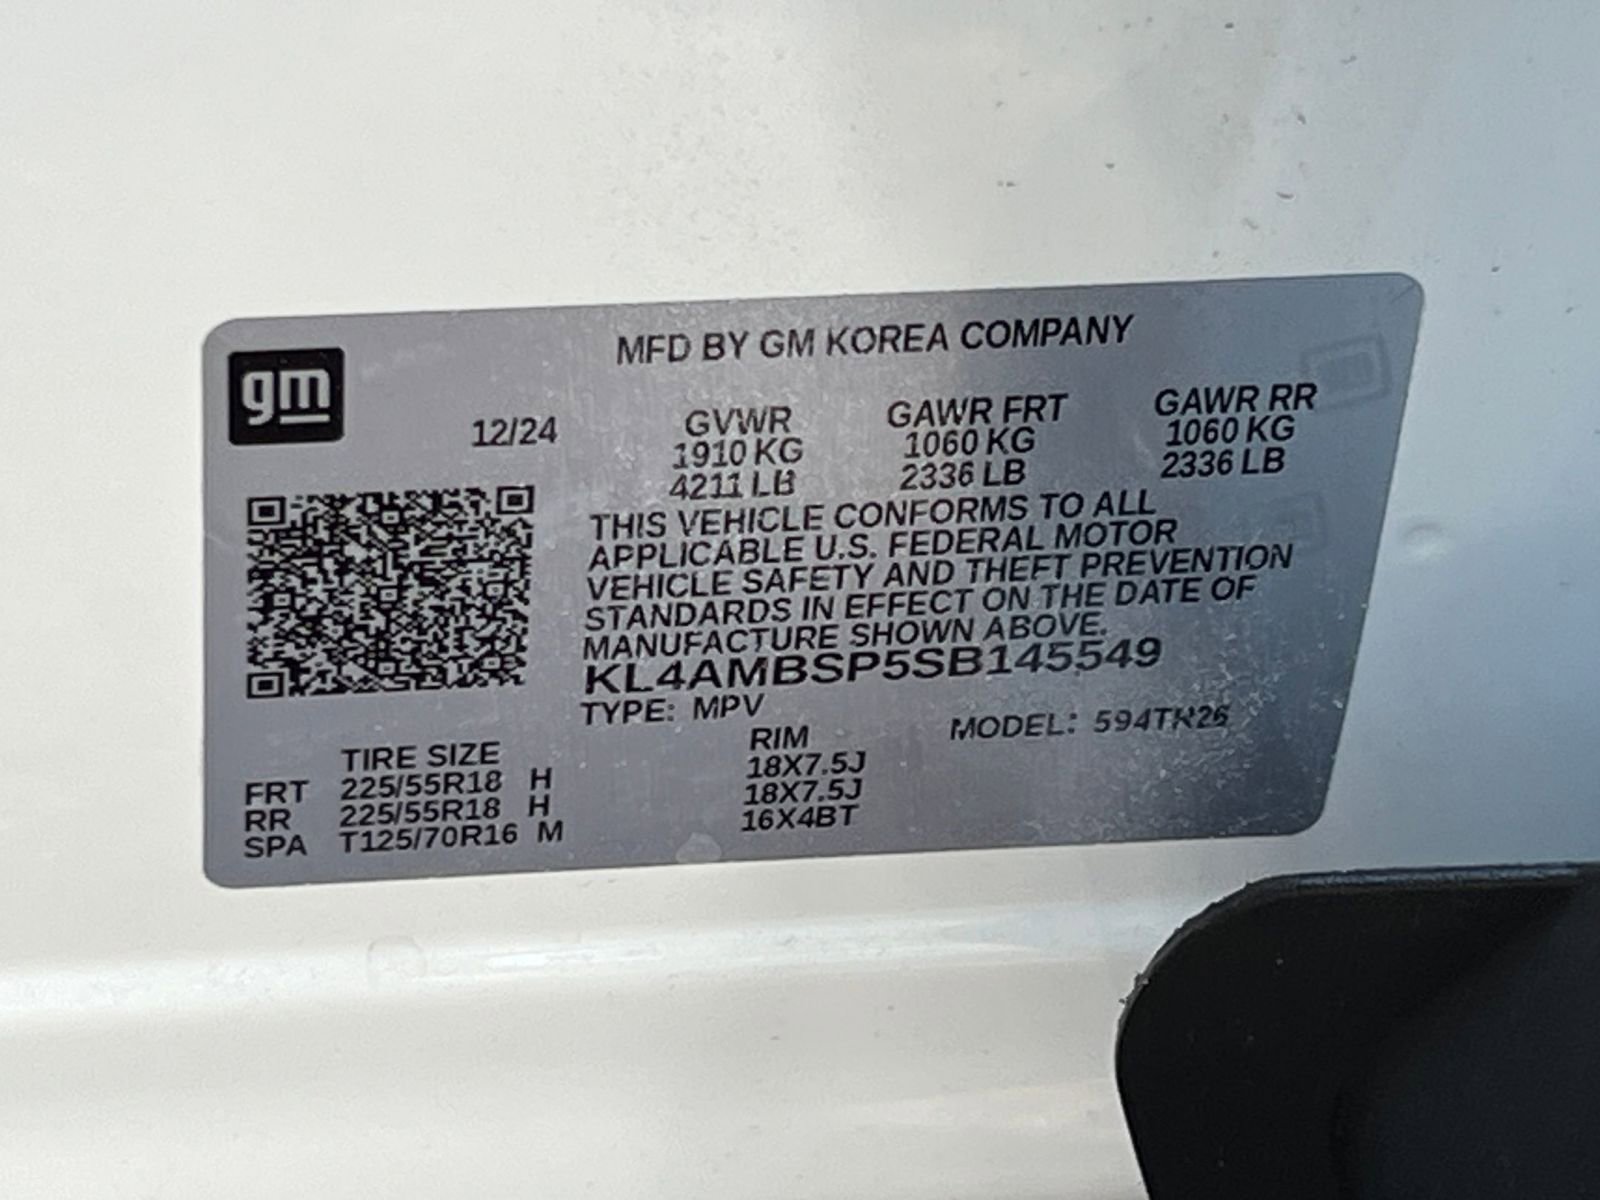 gm
MFD BY GM KOREA COMPANY
12/24 GVWR GAWR FRT GAWR RR
1910 KG 1060 KG 1060 KG
4211 LB 2336 LB 2336 LB
THIS VEHICLE CONFORMS TO ALL
APPLICABLE U.S. FEDERAL MOTOR
VEHICLE SAFETY AND THEFT PREVENTION
STANDARDS IN EFFECT ON THE DATE OF
MANUFACTURE SHOWN ABOVE.
KL4AMBSP5SB145549
TYPE: MPV MODEL: 594TR26
TIRE SIZE RIM
FRT 225/55R18 H 18X7.5J
RR 225/55R18 H 18X7.5J
SPA T125/70R16 M 16X4BT